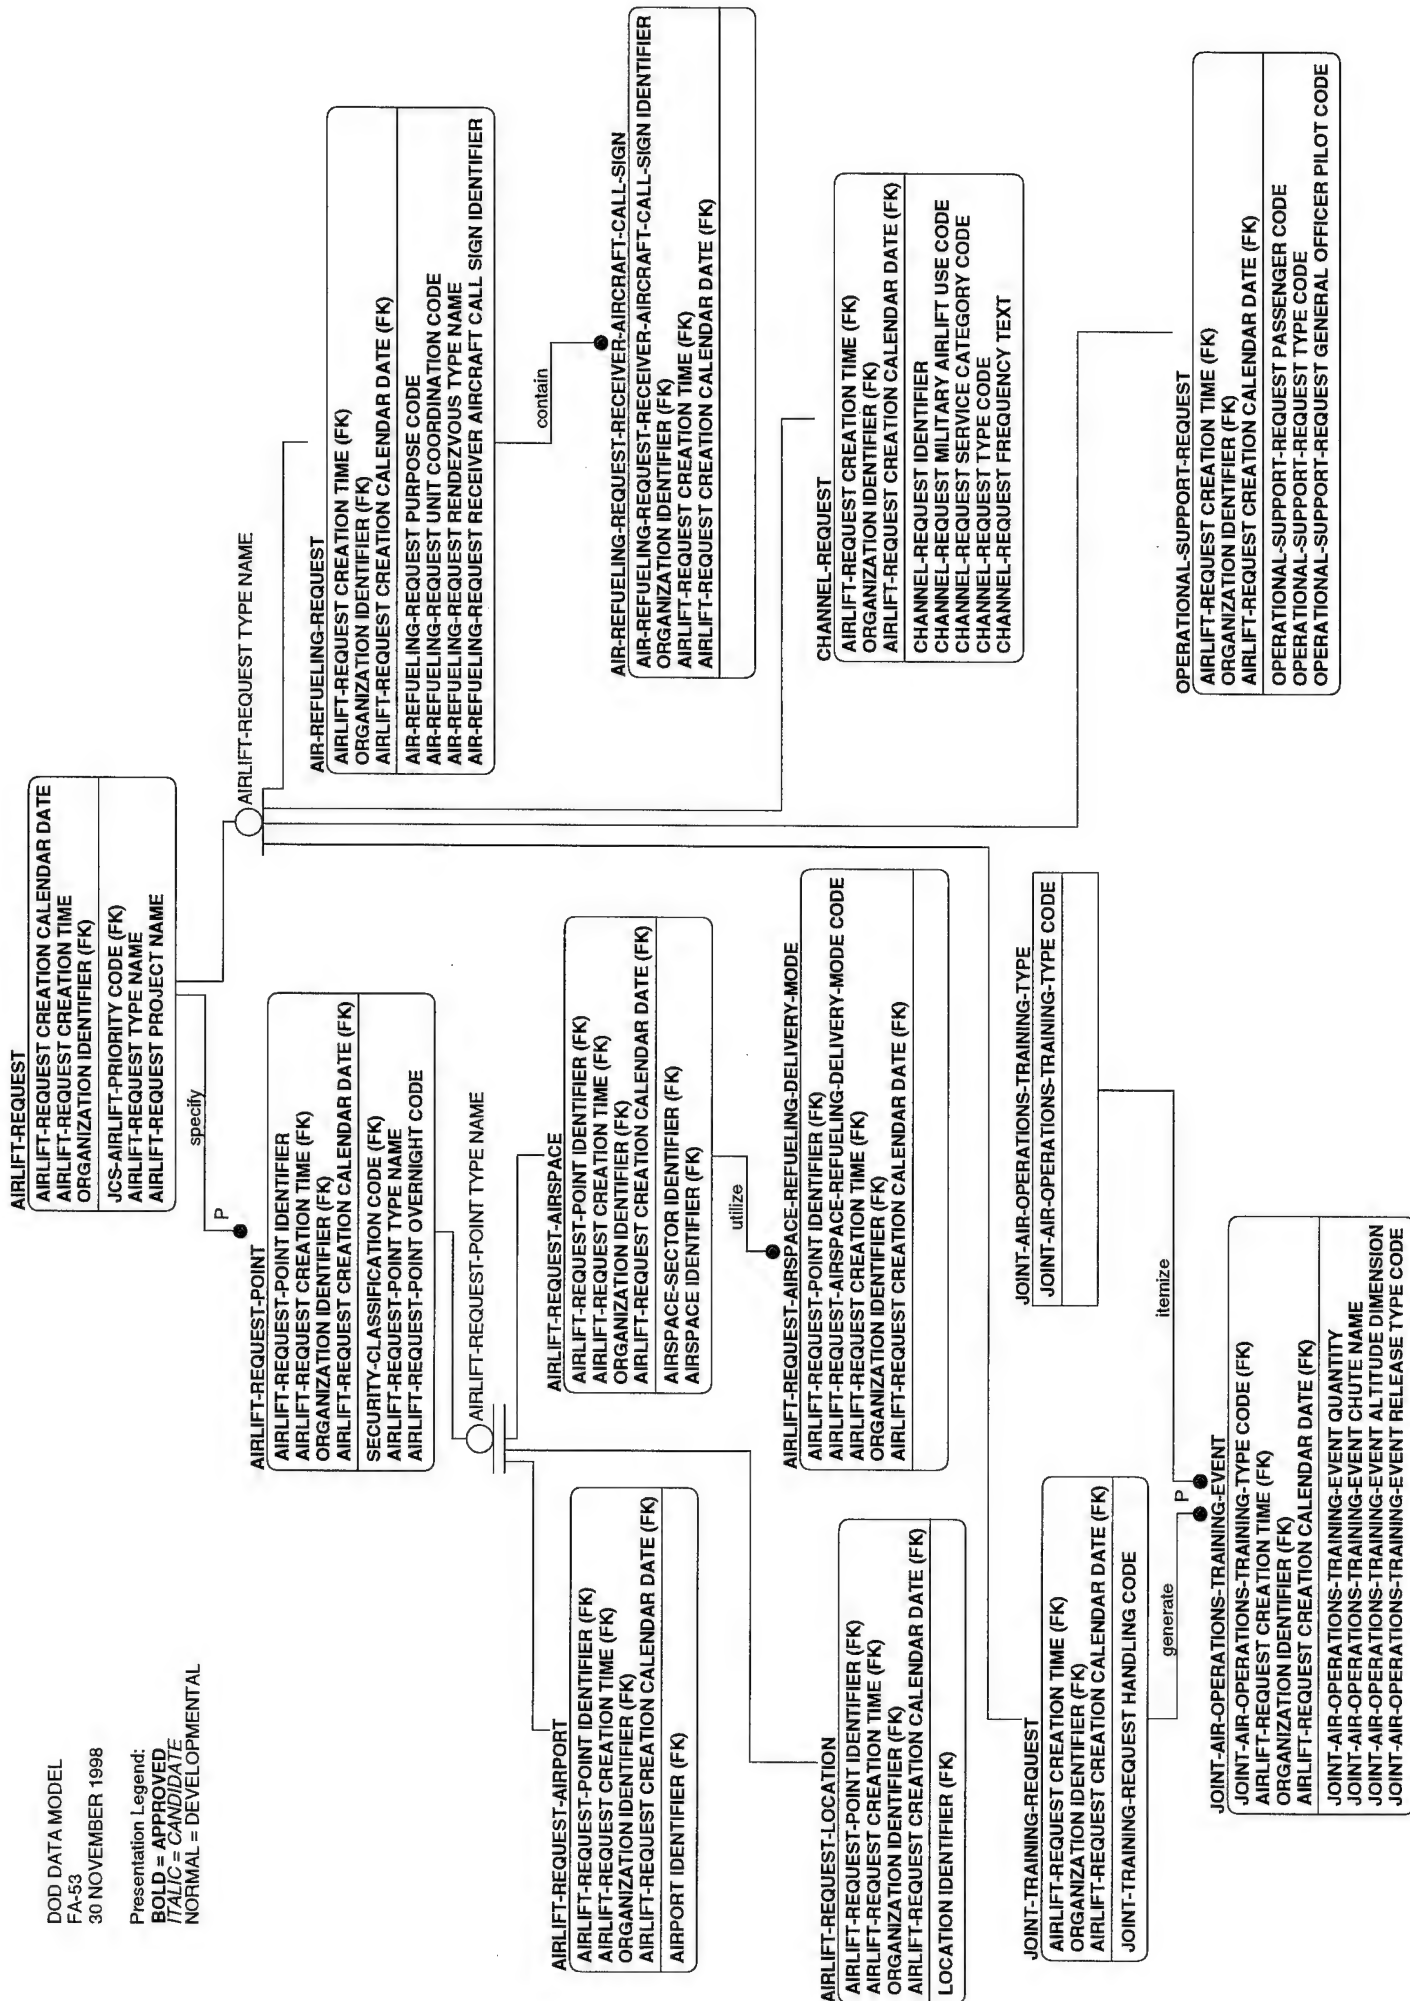 DOD DATA MODEL
FA-53
30 NOVEMBER 1998
Presentation Legend:
BOLD = APPROVED
ITALIC = CANDIDATE
NORMAL = DEVELOPMENTAL
AIRLIFT-REQUEST
AIRLIFT-REQUEST CREATION CALENDAR DATE
AIRLIFT-REQUEST CREATION TIME
ORGANIZATION IDENTIFIER (FK)
JCS-AIRLIFT-PRIORITY CODE (FK)
AIRLIFT-REQUEST TYPE NAME
AIRLIFT-REQUEST PROJECT NAME
specify
P
AIRLIFT-REQUEST TYPE NAME
AIRLIFT-REQUEST-POINT
AIRLIFT-REQUEST-POINT IDENTIFIER
AIRLIFT-REQUEST CREATION TIME (FK)
ORGANIZATION IDENTIFIER (FK)
AIRLIFT-REQUEST CREATION CALENDAR DATE (FK)
SECURITY-CLASSIFICATION CODE (FK)
AIRLIFT-REQUEST-POINT TYPE NAME
AIRLIFT-REQUEST-POINT OVERNIGHT CODE
AIRLIFT-REQUEST-POINT TYPE NAME
AIR-REFUELING-REQUEST
AIRLIFT-REQUEST CREATION TIME (FK)
ORGANIZATION IDENTIFIER (FK)
AIRLIFT-REQUEST CREATION CALENDAR DATE (FK)
AIR-REFUELING-REQUEST PURPOSE CODE
AIR-REFUELING-REQUEST UNIT COORDINATION CODE
AIR-REFUELING-REQUEST RENDEZVOUS TYPE NAME
AIR-REFUELING-REQUEST RECEIVER AIRCRAFT CALL SIGN IDENTIFIER
contain
AIR-REFUELING-REQUEST-RECEIVER-AIRCRAFT-CALL-SIGN
AIR-REFUELING-REQUEST-RECEIVER-AIRCRAFT-CALL-SIGN IDENTIFIER
ORGANIZATION IDENTIFIER (FK)
AIRLIFT-REQUEST CREATION TIME (FK)
AIRLIFT-REQUEST CREATION CALENDAR DATE (FK)
AIRLIFT-REQUEST-AIRPORT
AIRLIFT-REQUEST-POINT IDENTIFIER (FK)
AIRLIFT-REQUEST CREATION TIME (FK)
ORGANIZATION IDENTIFIER (FK)
AIRLIFT-REQUEST CREATION CALENDAR DATE (FK)
AIRPORT IDENTIFIER (FK)
AIRLIFT-REQUEST-AIRSPACE
AIRLIFT-REQUEST-POINT IDENTIFIER (FK)
AIRLIFT-REQUEST CREATION TIME (FK)
ORGANIZATION IDENTIFIER (FK)
AIRLIFT-REQUEST CREATION CALENDAR DATE (FK)
AIRSPACE-SECTOR IDENTIFIER (FK)
AIRSPACE IDENTIFIER (FK)
utilize
AIRLIFT-REQUEST-AIRSPACE-REFUELING-DELIVERY-MODE
AIRLIFT-REQUEST-POINT IDENTIFIER (FK)
AIRLIFT-REQUEST-AIRSPACE-REFUELING-DELIVERY-MODE CODE
AIRLIFT-REQUEST CREATION TIME (FK)
ORGANIZATION IDENTIFIER (FK)
AIRLIFT-REQUEST CREATION CALENDAR DATE (FK)
CHANNEL-REQUEST
AIRLIFT-REQUEST CREATION TIME (FK)
ORGANIZATION IDENTIFIER (FK)
AIRLIFT-REQUEST CREATION CALENDAR DATE (FK)
CHANNEL-REQUEST IDENTIFIER
CHANNEL-REQUEST MILITARY AIRLIFT USE CODE
CHANNEL-REQUEST SERVICE CATEGORY CODE
CHANNEL-REQUEST TYPE CODE
CHANNEL-REQUEST FREQUENCY TEXT
AIRLIFT-REQUEST-LOCATION
AIRLIFT-REQUEST-POINT IDENTIFIER (FK)
AIRLIFT-REQUEST CREATION TIME (FK)
ORGANIZATION IDENTIFIER (FK)
AIRLIFT-REQUEST CREATION CALENDAR DATE (FK)
LOCATION IDENTIFIER (FK)
JOINT-TRAINING-REQUEST
AIRLIFT-REQUEST CREATION TIME (FK)
ORGANIZATION IDENTIFIER (FK)
AIRLIFT-REQUEST CREATION CALENDAR DATE (FK)
JOINT-TRAINING-REQUEST HANDLING CODE
generate
JOINT-AIR-OPERATIONS-TRAINING-TYPE
JOINT-AIR-OPERATIONS-TRAINING-TYPE CODE
itemize
P
OPERATIONAL-SUPPORT-REQUEST
AIRLIFT-REQUEST CREATION TIME (FK)
ORGANIZATION IDENTIFIER (FK)
AIRLIFT-REQUEST CREATION CALENDAR DATE (FK)
OPERATIONAL-SUPPORT-REQUEST PASSENGER CODE
OPERATIONAL-SUPPORT-REQUEST TYPE CODE
OPERATIONAL-SUPPORT-REQUEST GENERAL OFFICER PILOT CODE
JOINT-AIR-OPERATIONS-TRAINING-EVENT
JOINT-AIR-OPERATIONS-TRAINING-TYPE CODE (FK)
AIRLIFT-REQUEST CREATION TIME (FK)
ORGANIZATION IDENTIFIER (FK)
AIRLIFT-REQUEST CREATION CALENDAR DATE (FK)
JOINT-AIR-OPERATIONS-TRAINING-EVENT QUANTITY
JOINT-AIR-OPERATIONS-TRAINING-EVENT CHUTE NAME
JOINT-AIR-OPERATIONS-TRAINING-EVENT ALTITUDE DIMENSION
JOINT-AIR-OPERATIONS-TRAINING-EVENT RELEASE TYPE CODE